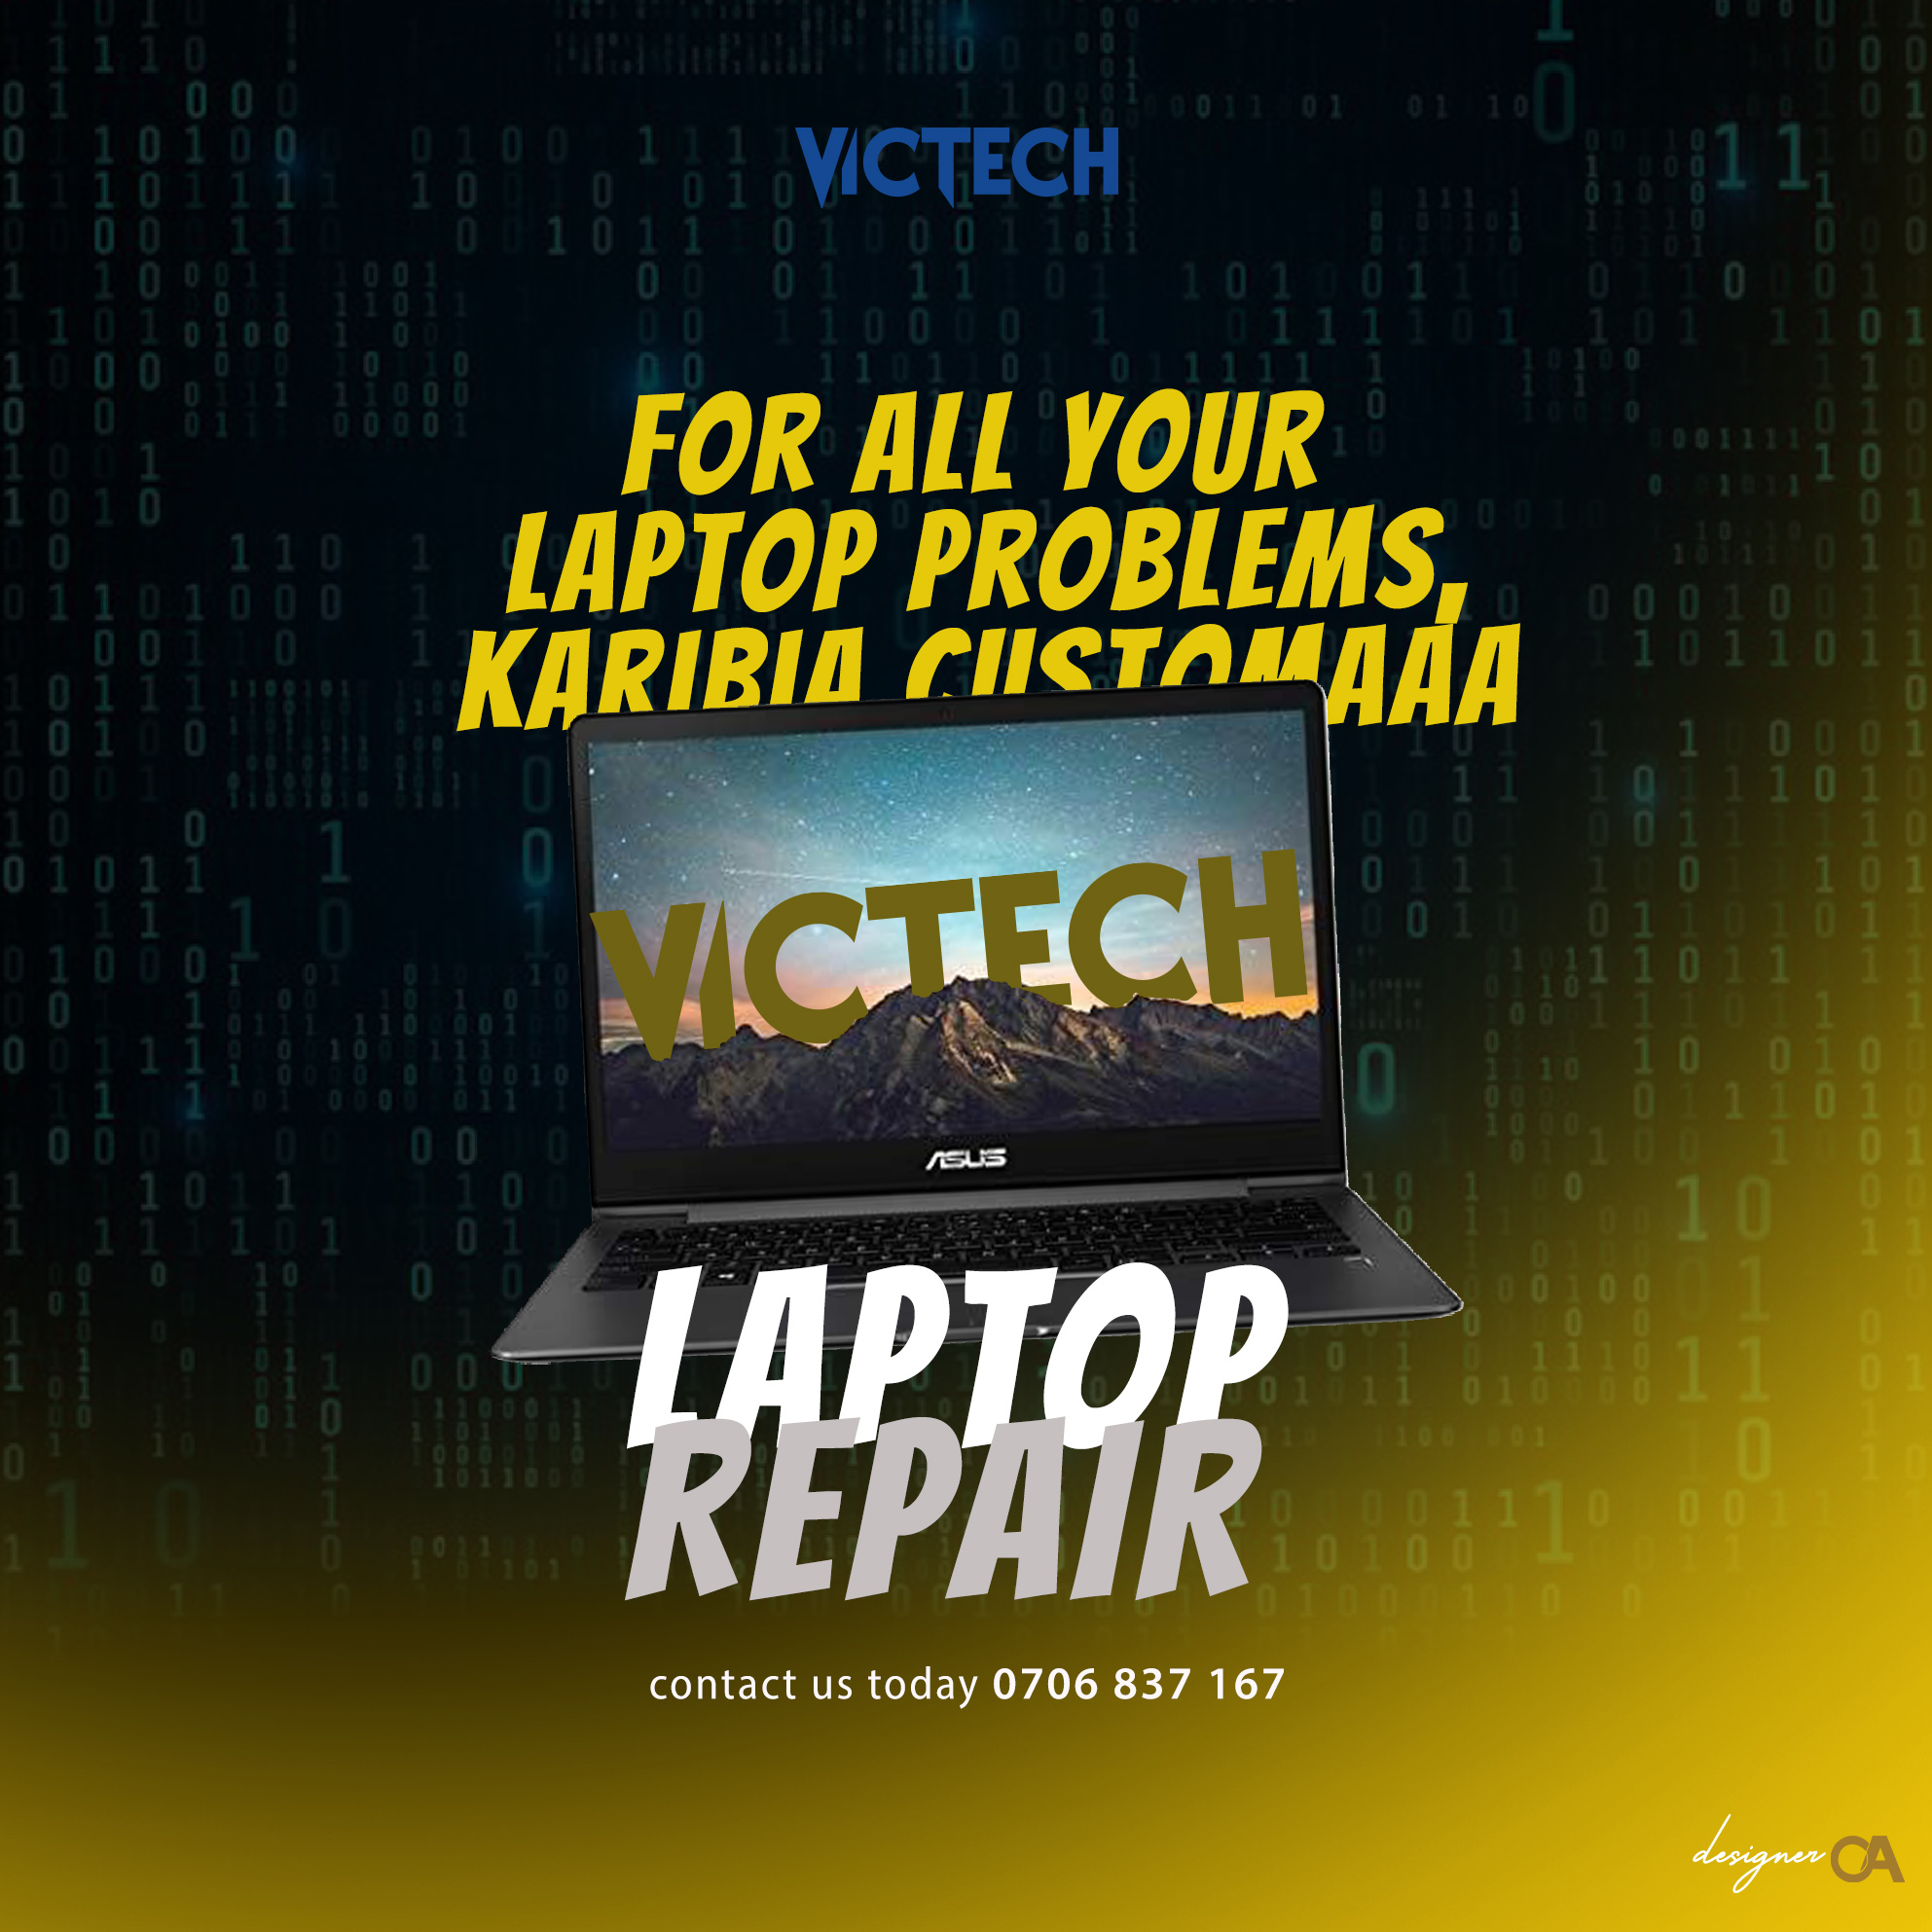 VICTECH
FOR ALL YOUR
LAPTOP PROBLEMS,
KARIBIA CUSTOMAAA
VICTECH
ASUS
LAPTOP
REPAIR
contact us today 0706 837 167
designer OA